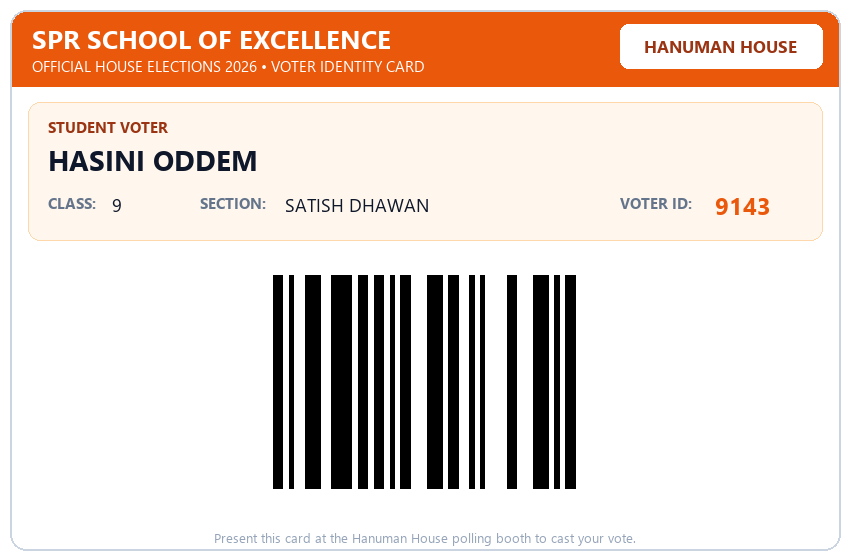 SPR SCHOOL OF EXCELLENCE
OFFICIAL HOUSE ELECTIONS 2026 • VOTER IDENTITY CARD
HANUMAN HOUSE
STUDENT VOTER
HASINI ODDEM
CLASS: 9 SECTION: SATISH DHAWAN VOTER ID: 9143
Present this card at the Hanuman House polling booth to cast your vote.